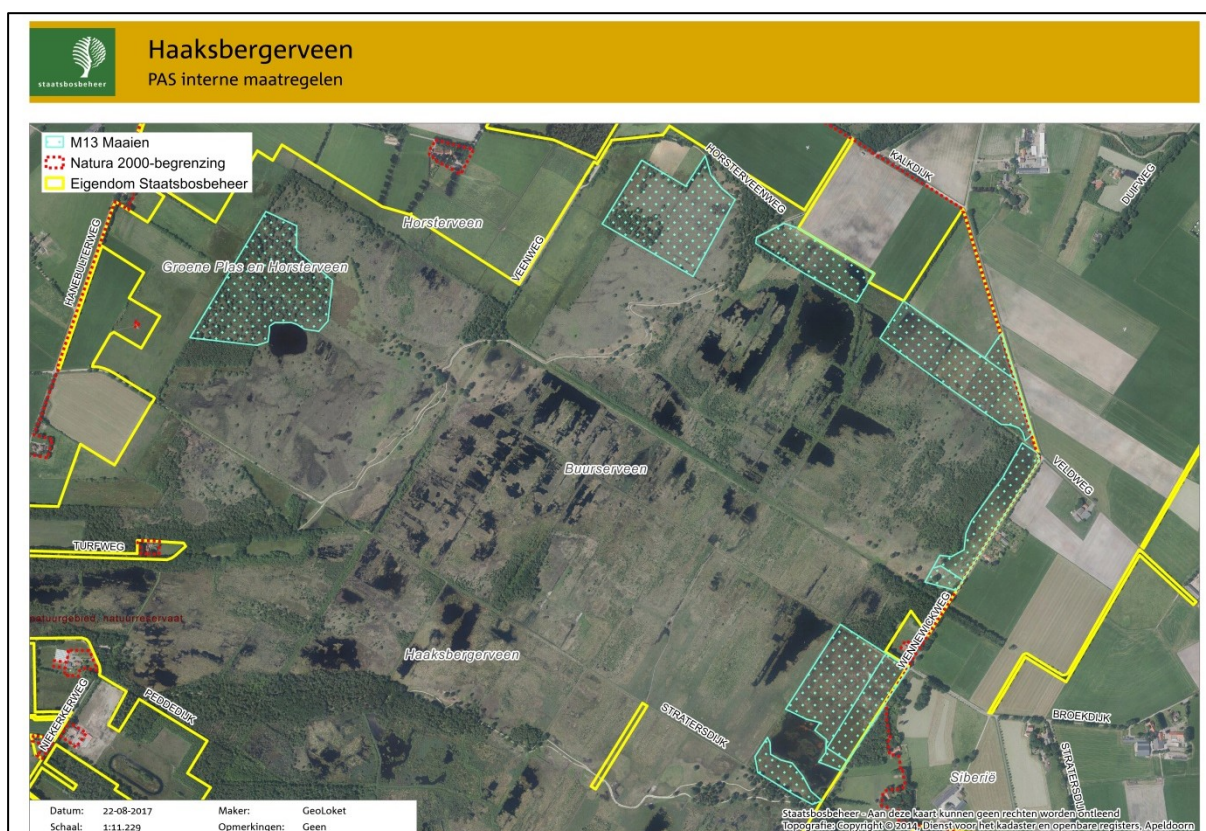 Haaksbergerveen
PAS interne maatregelen
staatsbosbeheer
M13 Maaien
Natura 2000-begrenzing
Eigendom Staatsbosbeheer
KALKDIJK
DUIFWEG
HORSTERVEENWEG
Horsterveen
HANEBULTERWEG
VEENWEG
Groene Plas en Horsterveen
Buurserveen
VELDWEG
TURFWEG
natuurgebied, natuurreservaat
WENNEWICKWEG
Haaksbergerveen
NIEKERKERWEG
PEDDEDIJK
STRATERSDIJK
BROEKDIJK
STRATERSDIJK
Siberië
Datum: 22-08-2017 Maker: GeoLoket
Schaal: 1:11.229 Opmerkingen: Geen
Staatsbosbeheer - Aan deze kaart kunnen geen rechten worden ontleend
Topografie: Copyright © 2014, Dienst voor het kadaster en openbare registers, Apeldoorn